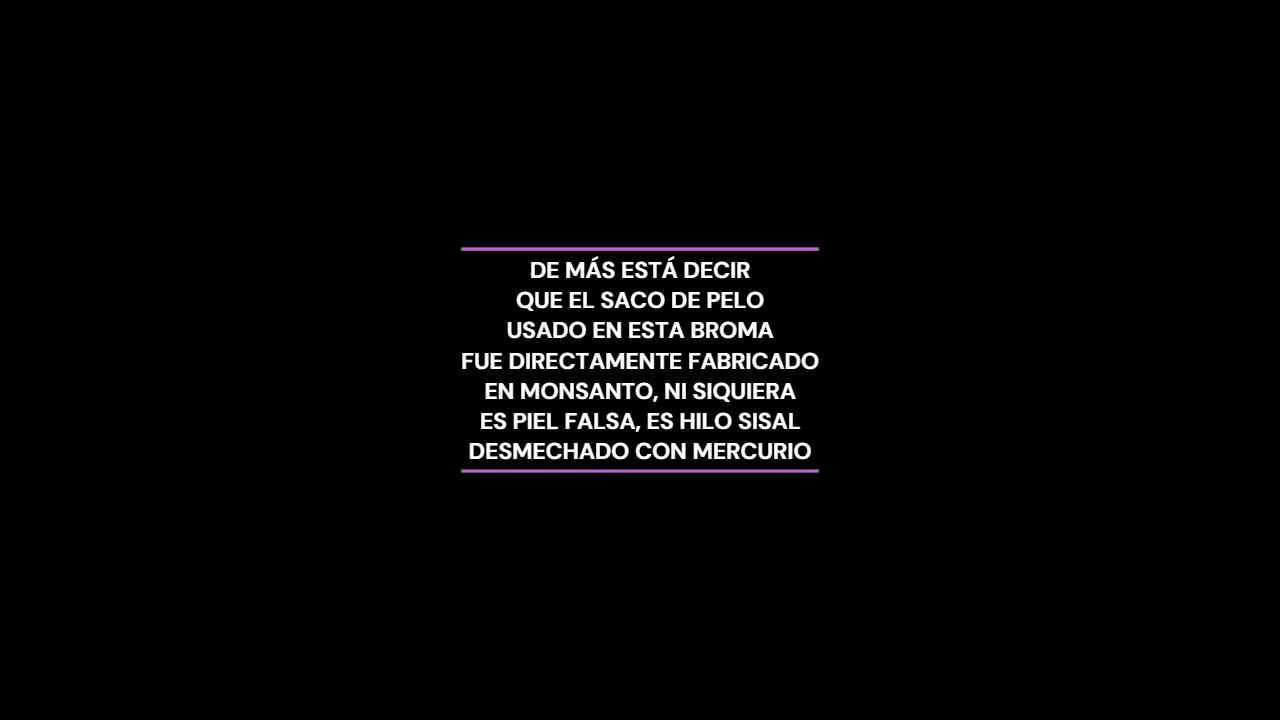 DE MÁS ESTÁ DECIR
QUE EL SACO DE PELO
USADO EN ESTA BROMA
FUE DIRECTAMENTE FABRICADO
EN MONSANTO, NI SIQUIERA
ES PIEL FALSA, ES HILO SISAL
DESMECHADO CON MERCURIO